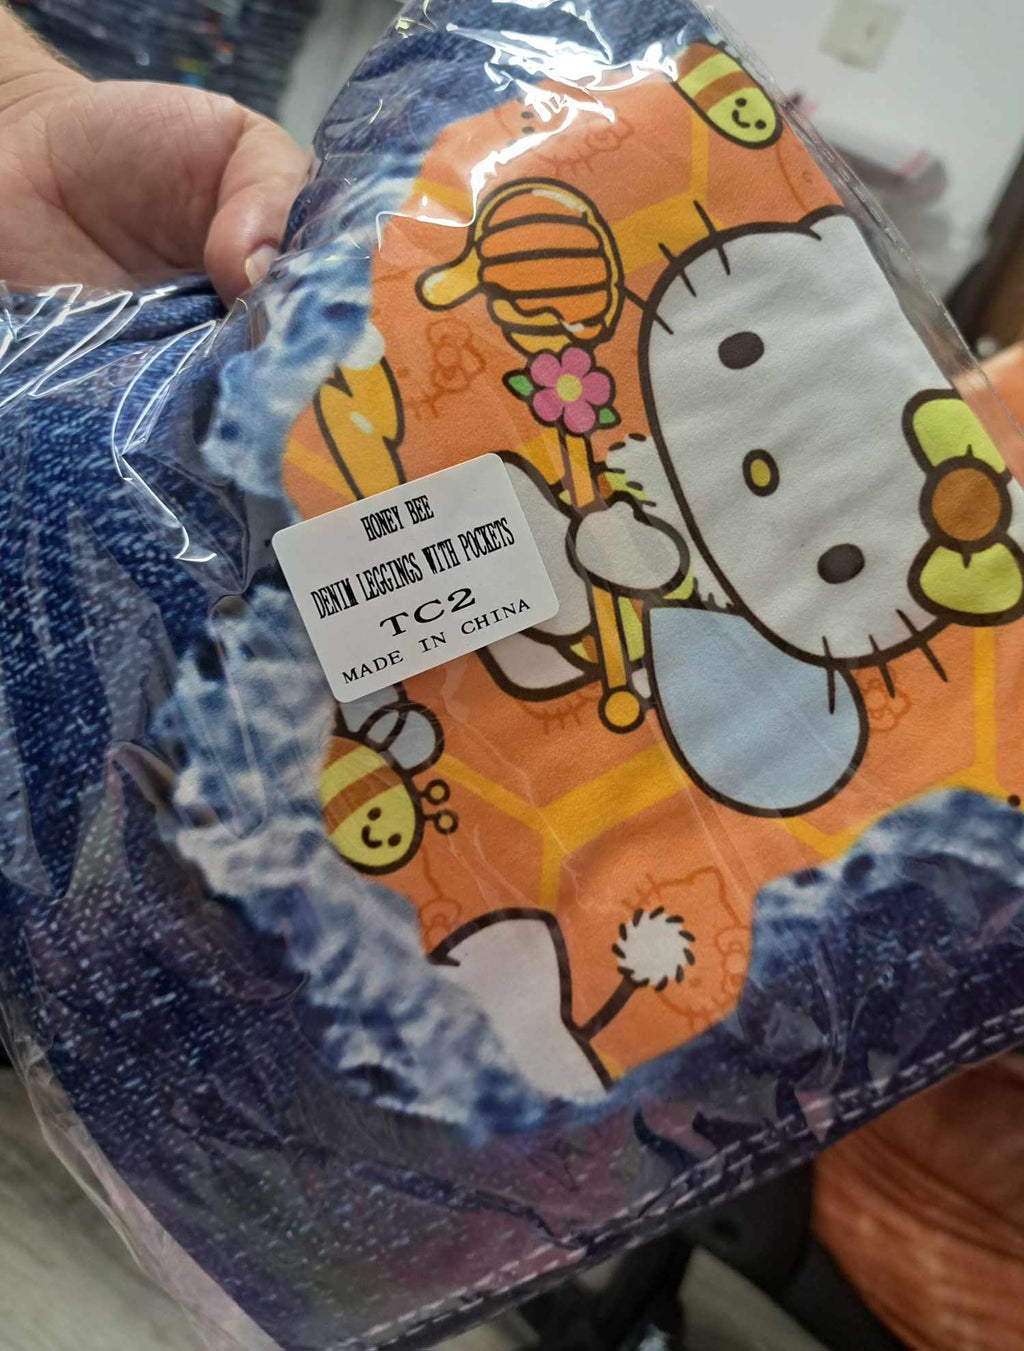 HONEY BEE
DENIM LEGGINGS WITH POCKETS
TC2
MADE IN CHINA